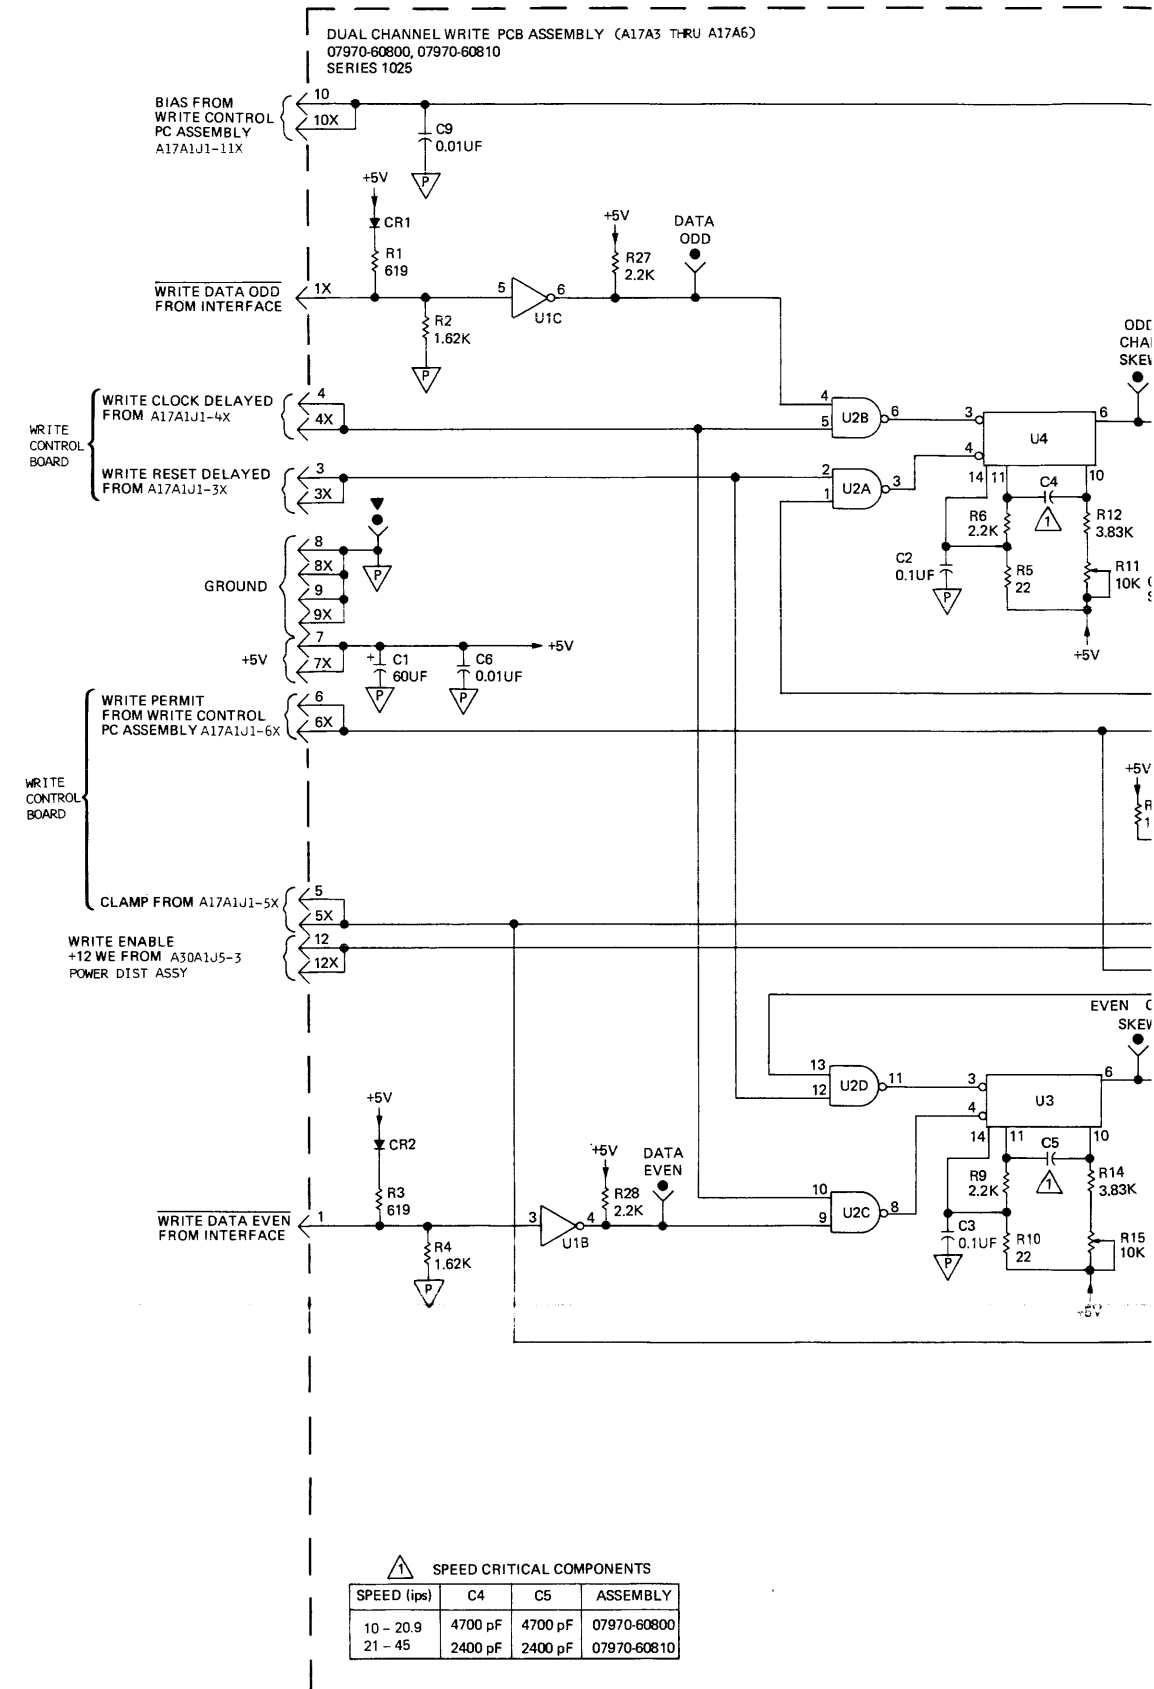 DUAL CHANNEL WRITE PCB ASSEMBLY (A17A3 THRU A17A6)
07970-60800, 07970-60810
SERIES 1025
BIAS FROM
WRITE CONTROL
PC ASSEMBLY
A17A1J1-11X
10
10X
C9
0.01UF
P
+5V
CR1
R1
619
WRITE DATA ODD
FROM INTERFACE
1X
R2
1.62K
P
5
6
U1C
+5V
R27
2.2K
DATA
ODD
WRITE
CONTROL
BOARD
WRITE CLOCK DELAYED
FROM A17A1J1-4X
4
4X
WRITE RESET DELAYED
FROM A17A1J1-3X
3
3X
4
5
U2B
6
2
1
U2A
3
3
4
U4
6
14
11
10
C4
1
R6
2.2K
R12
3.83K
C2
0.1UF
P
R5
22
R11
10K
+5V
GROUND
8
8X
9
9X
P
+5V
7
7X
+
C1
60UF
P
C6
0.01UF
P
+5V
WRITE PERMIT
FROM WRITE CONTROL
PC ASSEMBLY A17A1J1-6X
6
6X
WRITE
CONTROL
BOARD
+5V
CLAMP FROM A17A1J1-5X
5
5X
WRITE ENABLE
+12 WE FROM A30A1J5-3
POWER DIST ASSY
12
12X
EVEN
13
12
U2D
11
3
4
U3
6
14
11
10
C5
1
R9
2.2K
R14
3.83K
C3
0.1UF
P
R10
22
R15
10K
+5V
+5V
CR2
R3
619
WRITE DATA EVEN
FROM INTERFACE
1
R4
1.62K
P
3
4
U1B
+5V
R28
2.2K
DATA
EVEN
10
9
U2C
8
1 SPEED CRITICAL COMPONENTS
SPEED (ips) C4 C5 ASSEMBLY
10 – 20.9 4700 pF 4700 pF 07970-60800
21 – 45 2400 pF 2400 pF 07970-60810